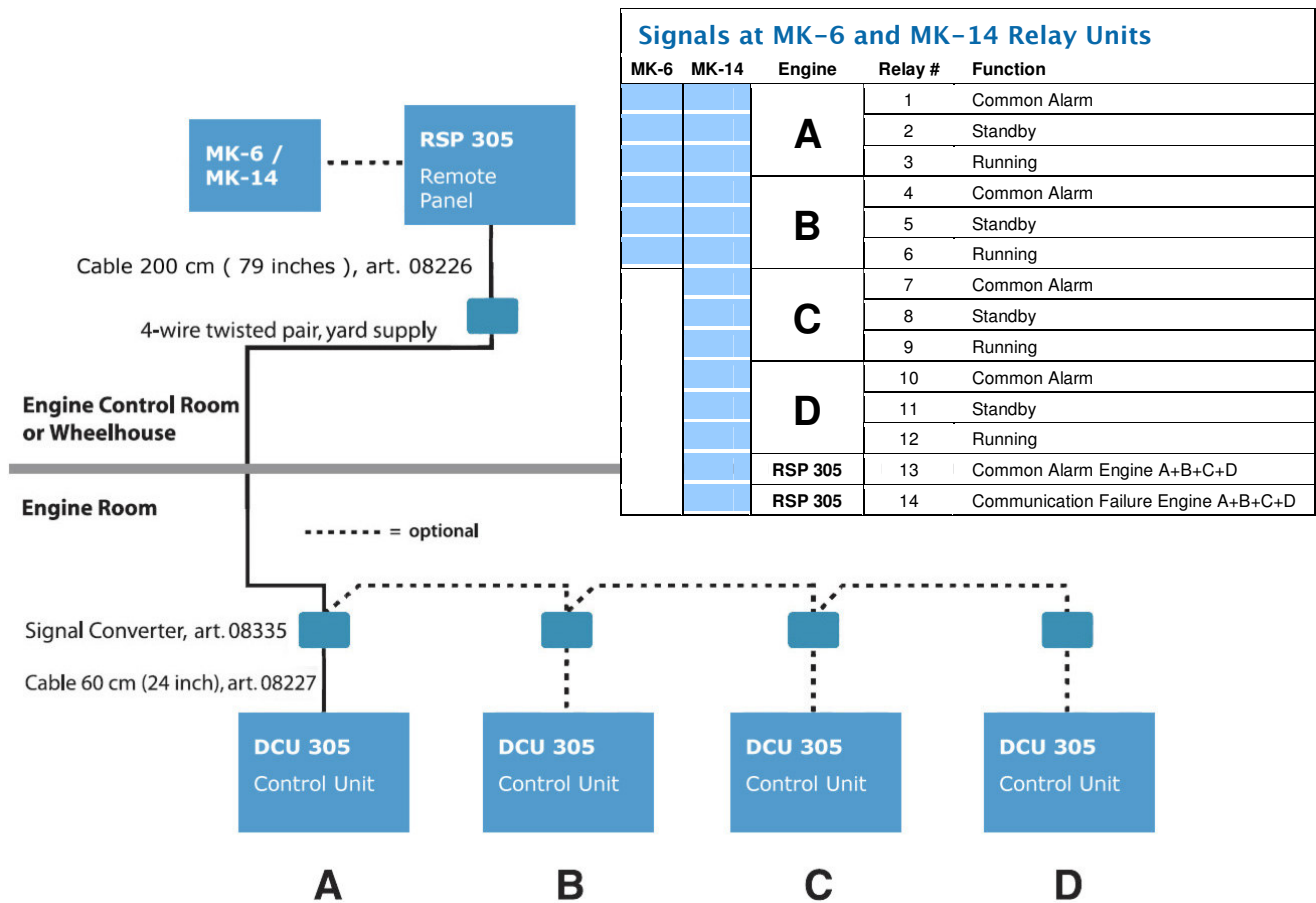 Signals at MK-6 and MK-14 Relay Units
MK-6 MK-14 Engine Relay # Function
A
1 Common Alarm
2 Standby
3 Running
B
4 Common Alarm
5 Standby
6 Running
C
7 Common Alarm
8 Standby
9 Running
D
10 Common Alarm
11 Standby
12 Running
RSP 305 13 Common Alarm Engine A+B+C+D
RSP 305 14 Communication Failure Engine A+B+C+D
MK-6 /
MK-14
RSP 305
Remote
Panel
Cable 200 cm ( 79 inches ), art. 08226
4-wire twisted pair, yard supply
Engine Control Room
or Wheelhouse
Engine Room
= optional
Signal Converter, art. 08335
Cable 60 cm (24 inch), art. 08227
DCU 305
Control Unit
DCU 305
Control Unit
DCU 305
Control Unit
DCU 305
Control Unit
A B C D